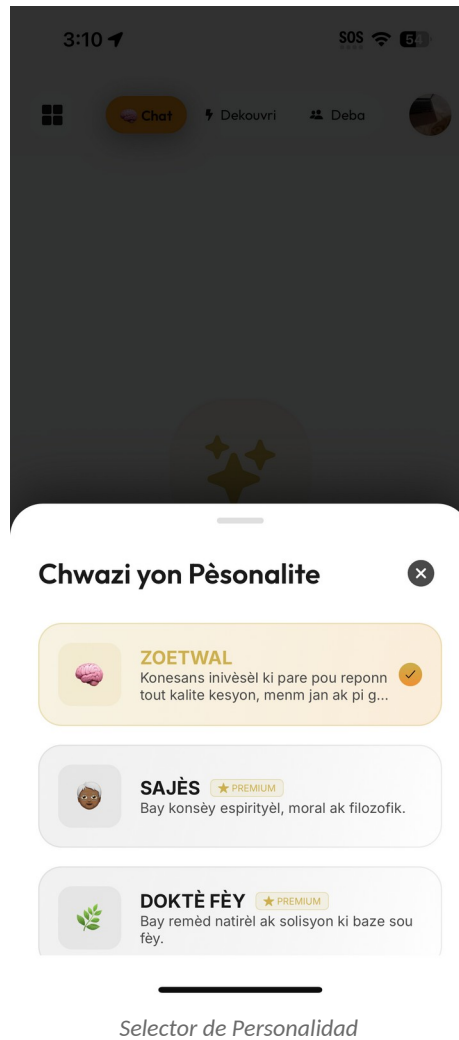 3:10
SOS
54
Chat
Dekouvri
Deba
Chwazi yon Pèsonalite
ZOETWAL
Konesans inivèsèl ki pare pou reponn
tout kalite kesyon, menm jan ak pi g...
SAJÈS PREMIUM
Bay konsèy espirityèl, moral ak filozofik.
DOKTÈ FÈY PREMIUM
Bay remèd natirèl ak solisyon ki baze sou
fèy.
Selector de Personalidad